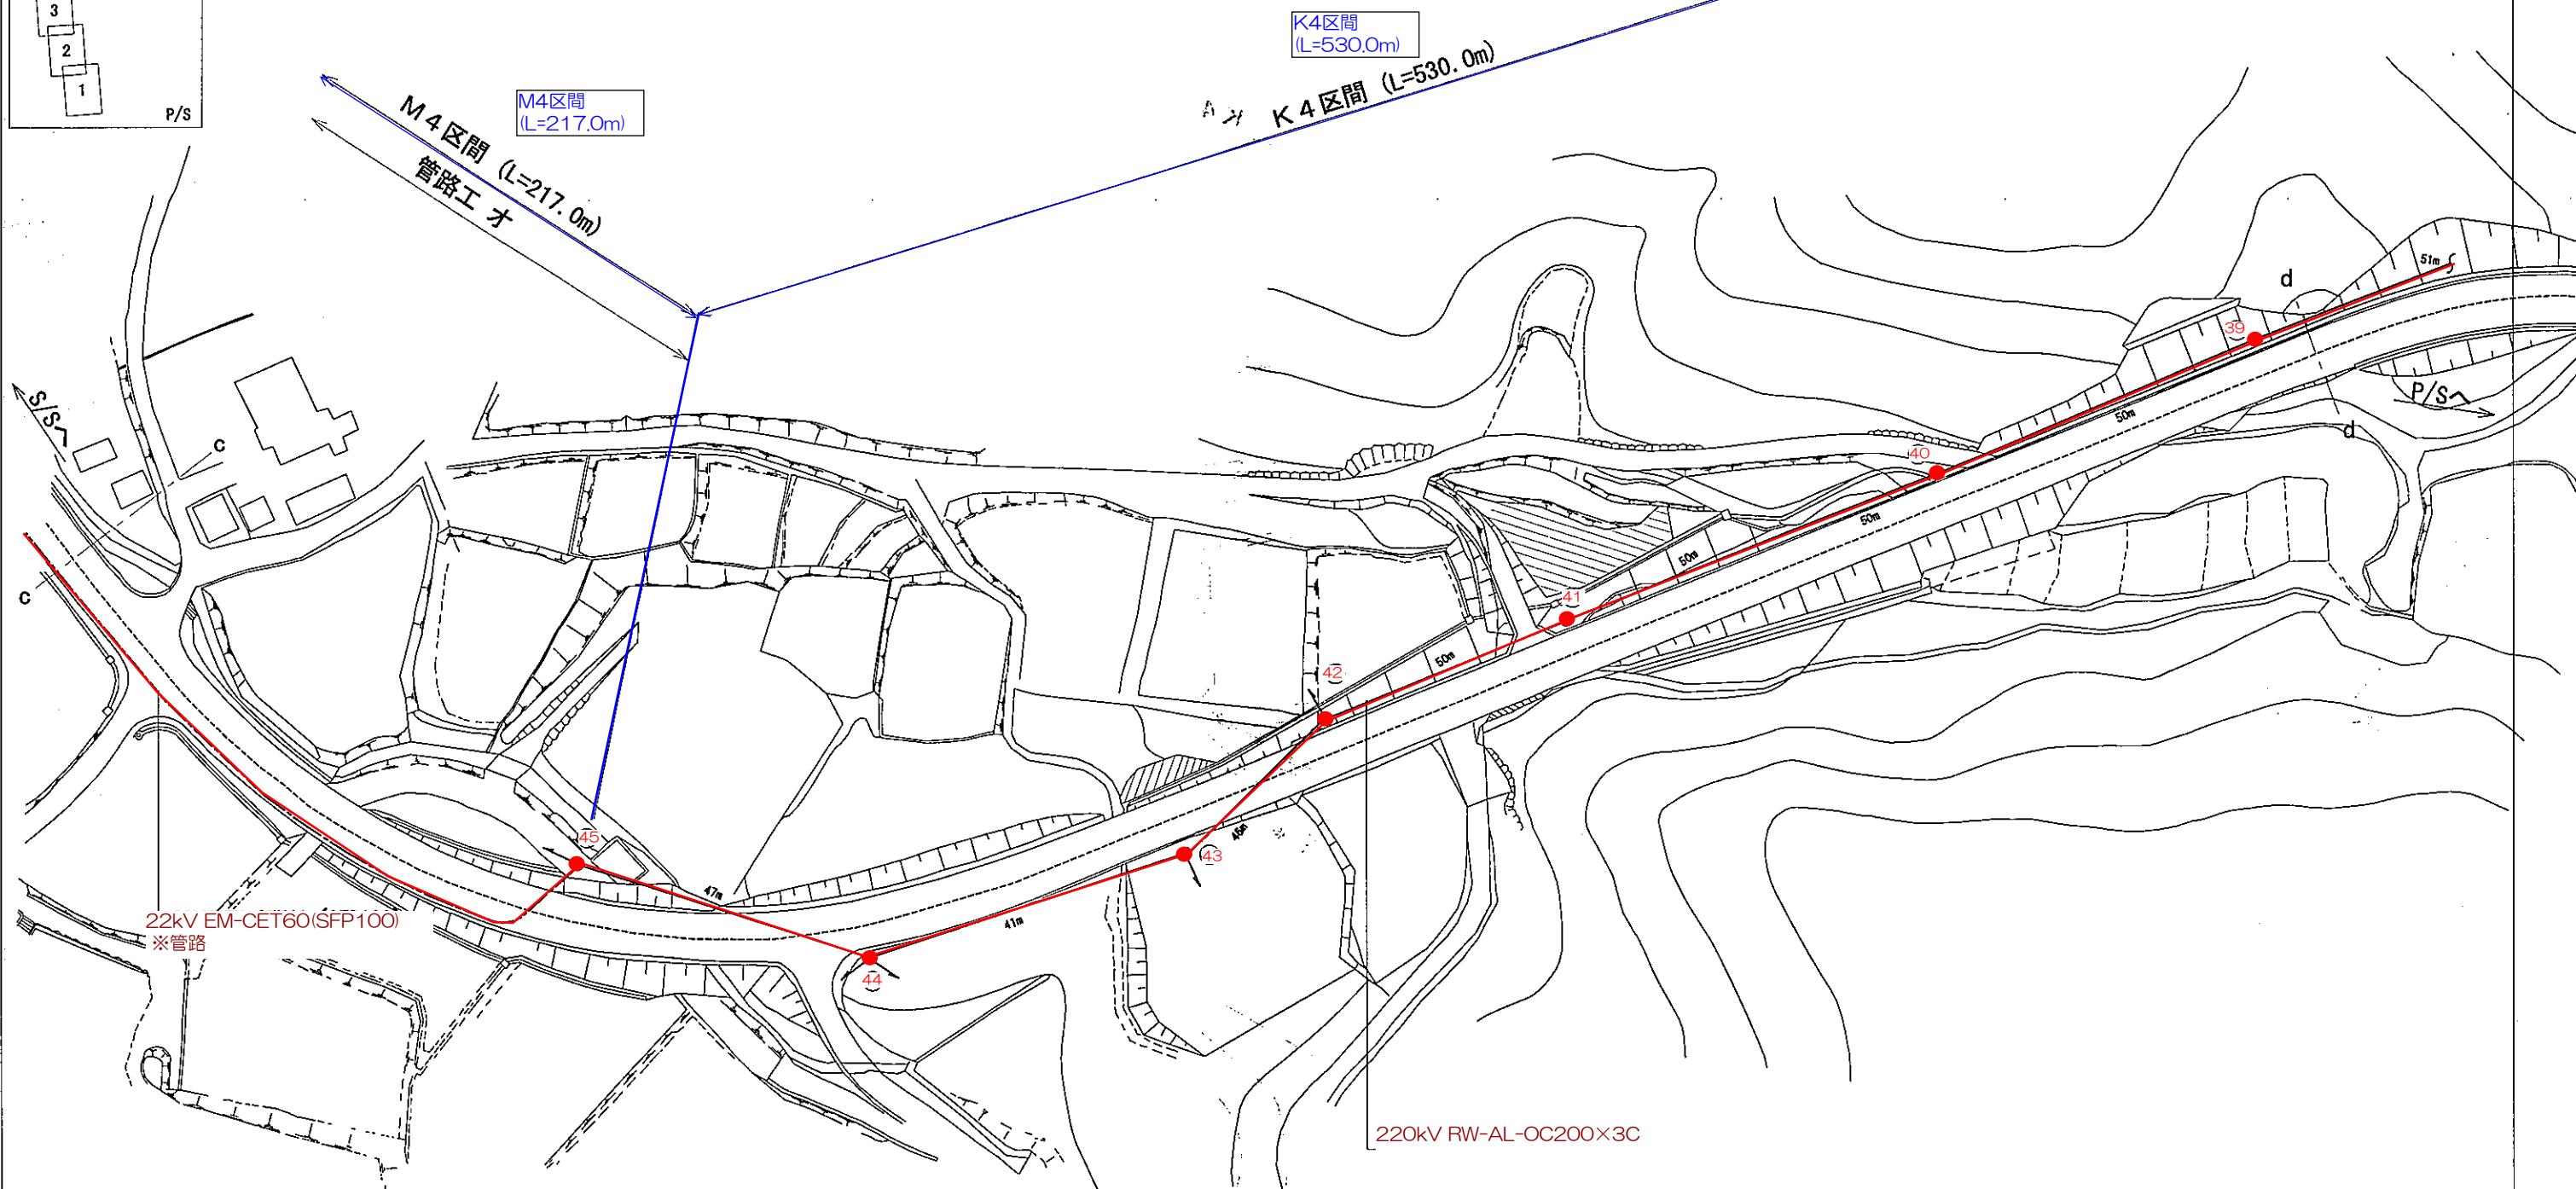 3
2
1
P/S
M4区間
(L=217.0m)
K4区間
(L=530.0m)
M4区間 (L=217.0m)
管路工 オ
K4区間 (L=530.0m)
S/Sへ
c
c
d
d
P/Sへ
51m
39
50m
40
50m
50m
41
50m
42
45m
43
41m
44
47m
45
22kV EM-CET60(SFP100)
※管路
220kV RW-AL-OC200×3C